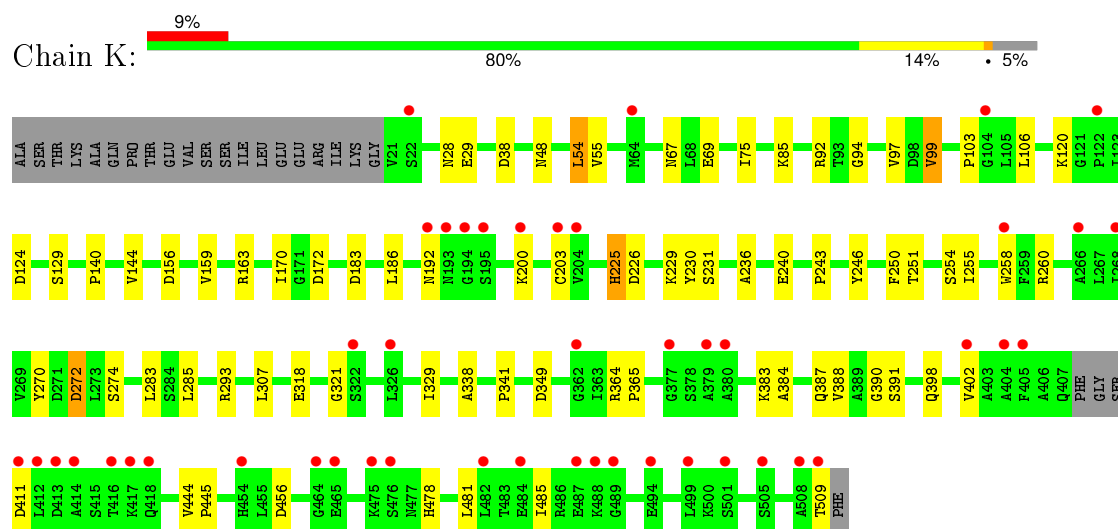 9%
Chain K:
80% 14% • 5%
ALA SER THR LYS ALA GLN PRO THR GLU VAL SER SER ILE LEU GLU GLU ARG ILE LYS GLY V21 S22 N28 E29 D38 N48 L54 V55 M64 N67 L68 E69 I75 K85 R92 T93 G94 V97 D98 V99 P103 G104 L105 L106 K120 G121 P122 I123
D124 S129 P140 V144 D156 V159 R163 I170 G171 D172 D183 L186 N192 N193 G194 S195 K200 C203 V204 H225 D226 K229 Y230 S231 A236 E240 P243 Y246 F250 T251 S254 I255 W258 F259 R260 A266 L267 I268
V269 Y270 D271 D272 L273 S274 L283 S284 L285 R293 L307 E318 G321 S322 L326 I329 A338 P341 D349 G362 I363 R364 P365 G377 S378 A379 A380 K383 A384 Q387 V388 A389 G390 S391 Q398 V402 A403 A404 F405 A406 Q407 PHE GLY SER
D411 L412 D413 A414 S415 T416 K417 Q418 V444 P445 H454 L455 D456 G464 E465 K475 S476 N477 H478 L481 L482 T483 E484 I485 R486 E487 K488 G489 E494 L499 K500 S501 S505 A508 T509 PHE